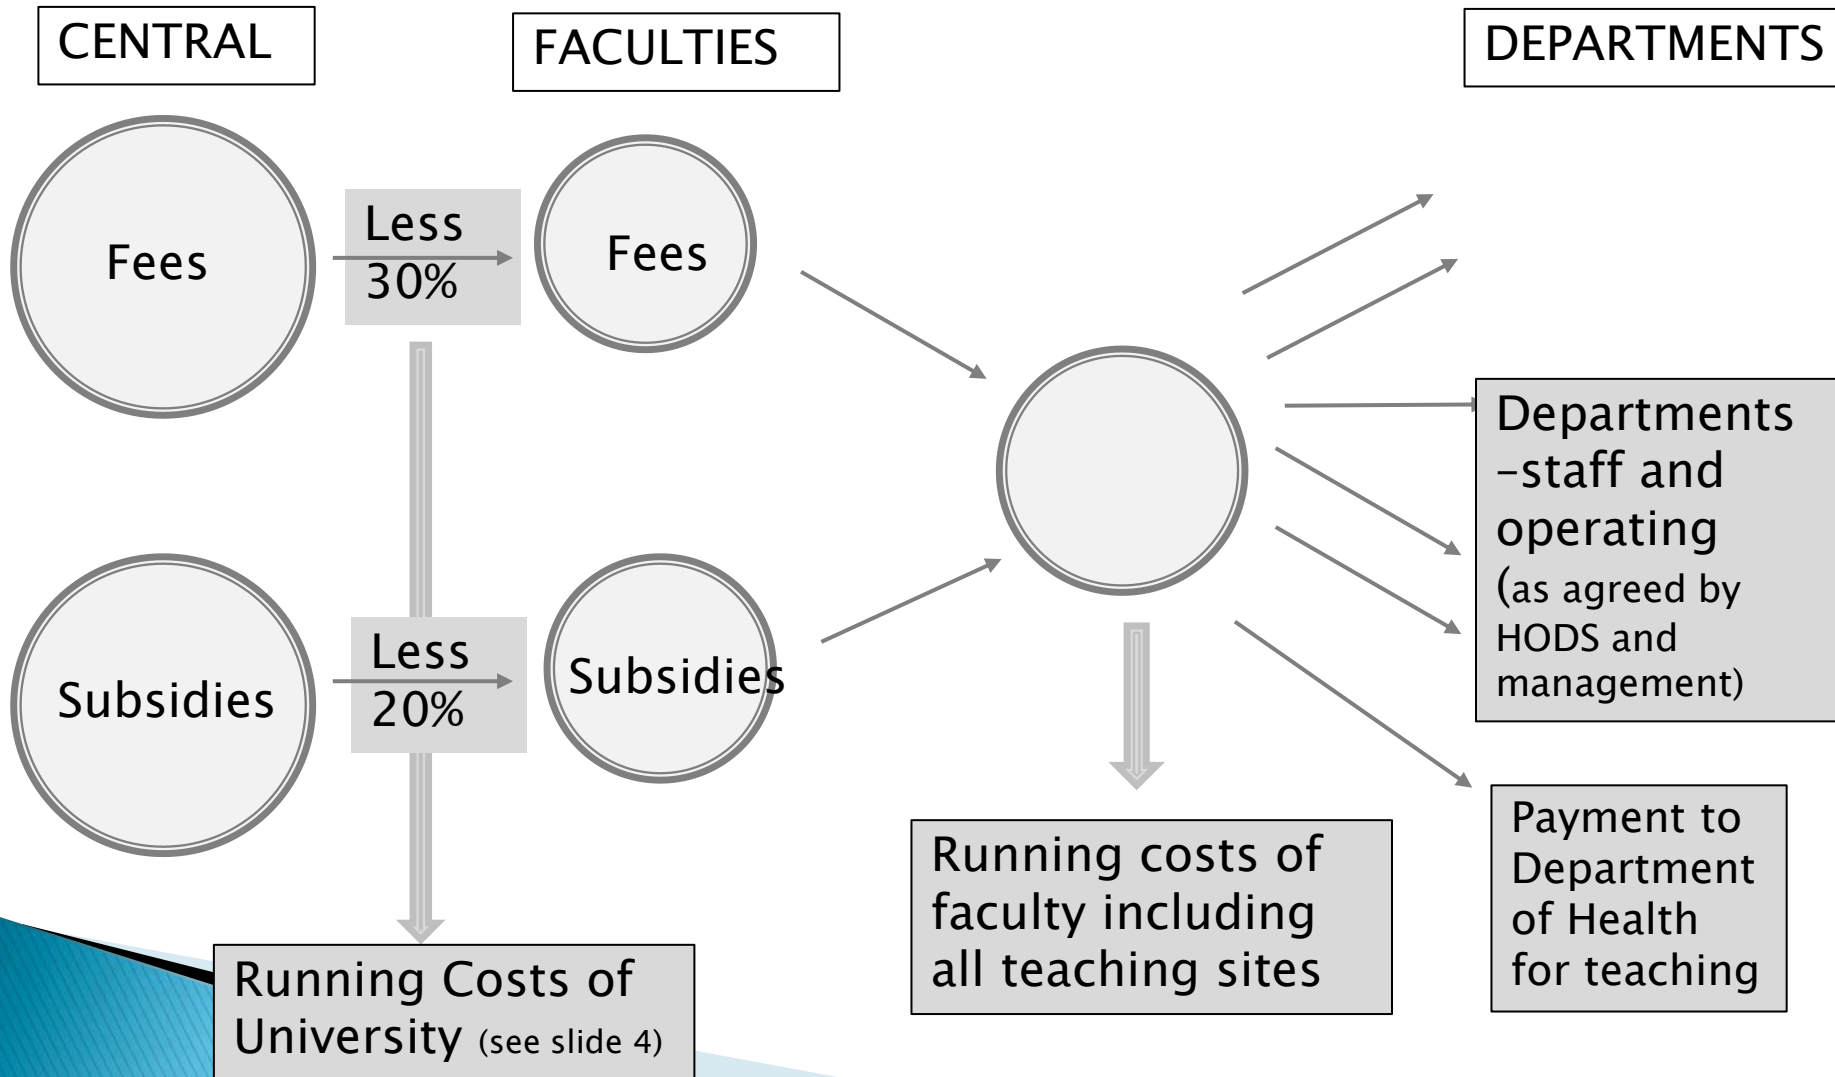 CENTRAL
FACULTIES
DEPARTMENTS
Fees
Less
30%
Fees
Subsidies
Less
20%
Subsidies
Departments
–staff and
operating
(as agreed by
HODS and
management)
Running costs of
faculty including
all teaching sites
Payment to
Department
of Health
for teaching
Running Costs of
University (see slide 4)